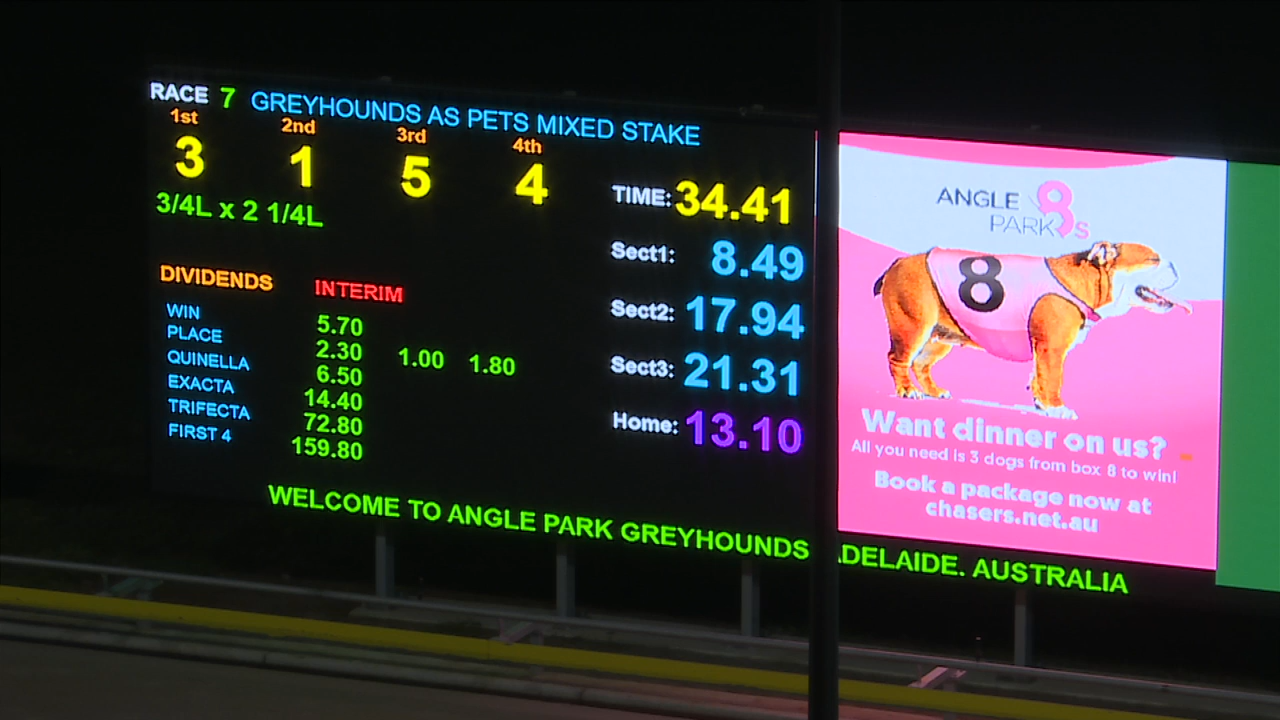 RACE 7 GREYHOUNDS AS PETS MIXED STAKE
1st 2nd 3rd 4th
3 1 5 4
3/4L x 2 1/4L
TIME: 34.41
Sect1: 8.49
Sect2: 17.94
Sect3: 21.31
Home: 13.10
DIVIDENDS INTERIM
WIN 5.70
PLACE 2.30 1.00 1.80
QUINELLA 6.50
EXACTA 14.40
TRIFECTA 72.80
FIRST 4 159.80
WELCOME TO ANGLE PARK GREYHOUNDS ADELAIDE. AUSTRALIA
ANGLE
PARK 8s
8
Want dinner on us?
All you need is 3 dogs from box 8 to win!
Book a package now at
chasers.net.au